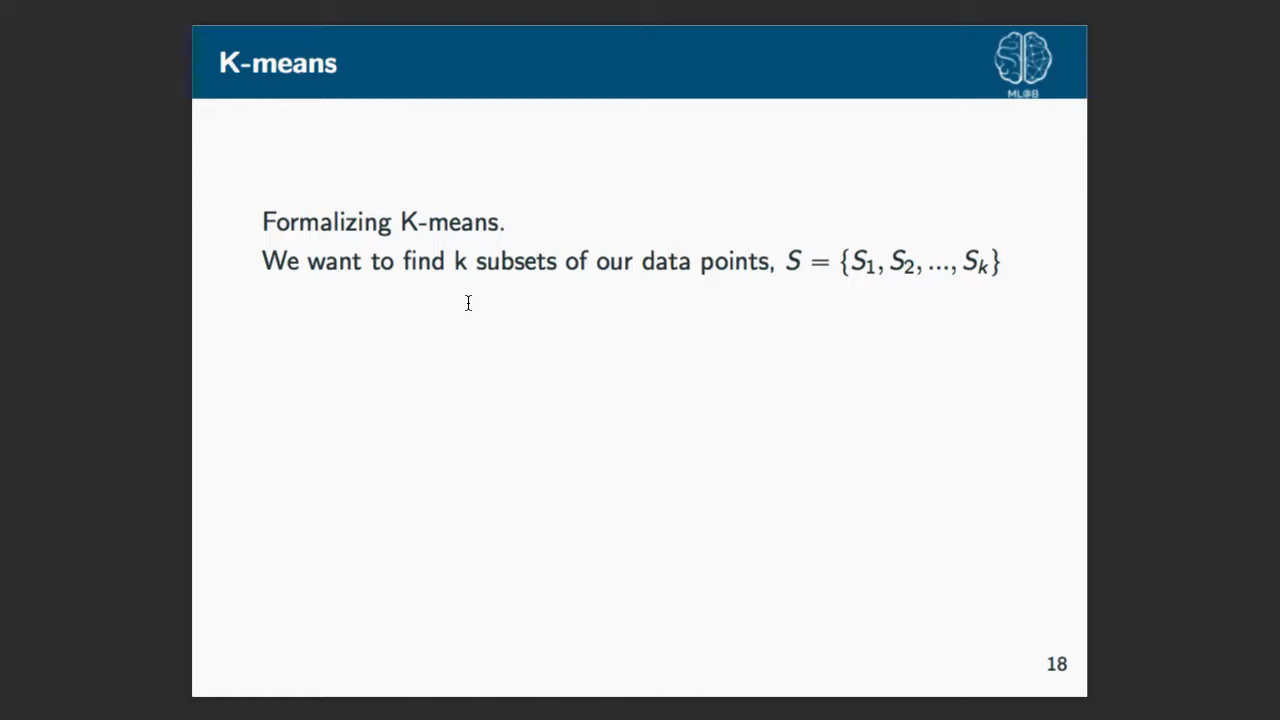 K-means
ML@B
Formalizing K-means.
We want to find k subsets of our data points, S = {S₁, S₂, ..., Sₖ}
18